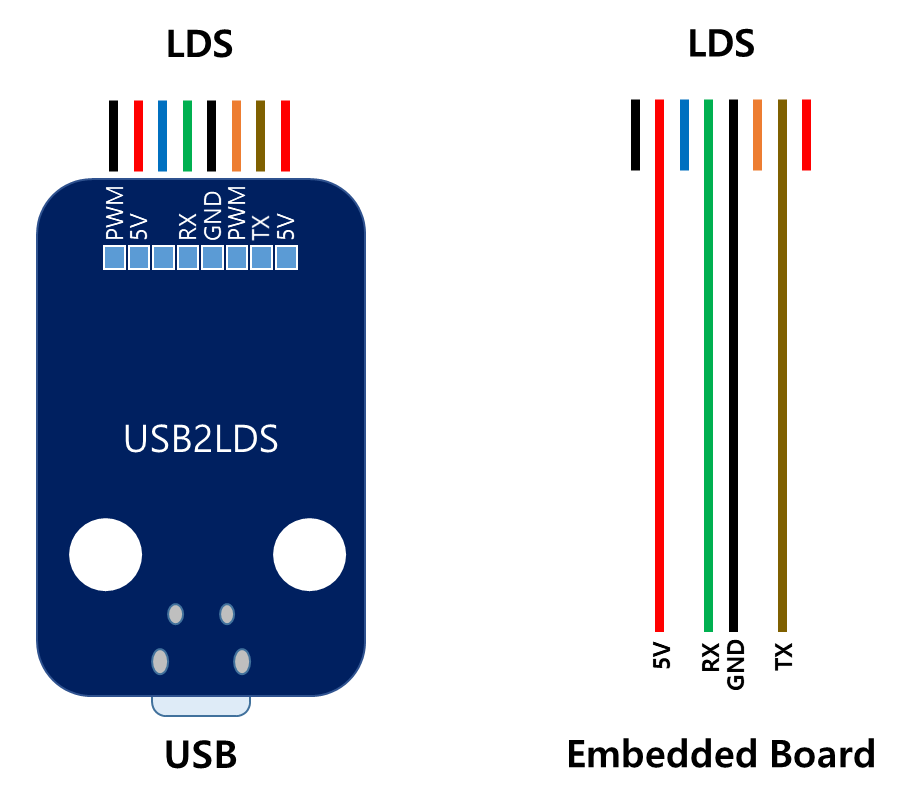 LDS
PWM
5V
RX
GND
PWM
TX
5V
USB2LDS
USB
LDS
5V
RX
GND
TX
Embedded Board